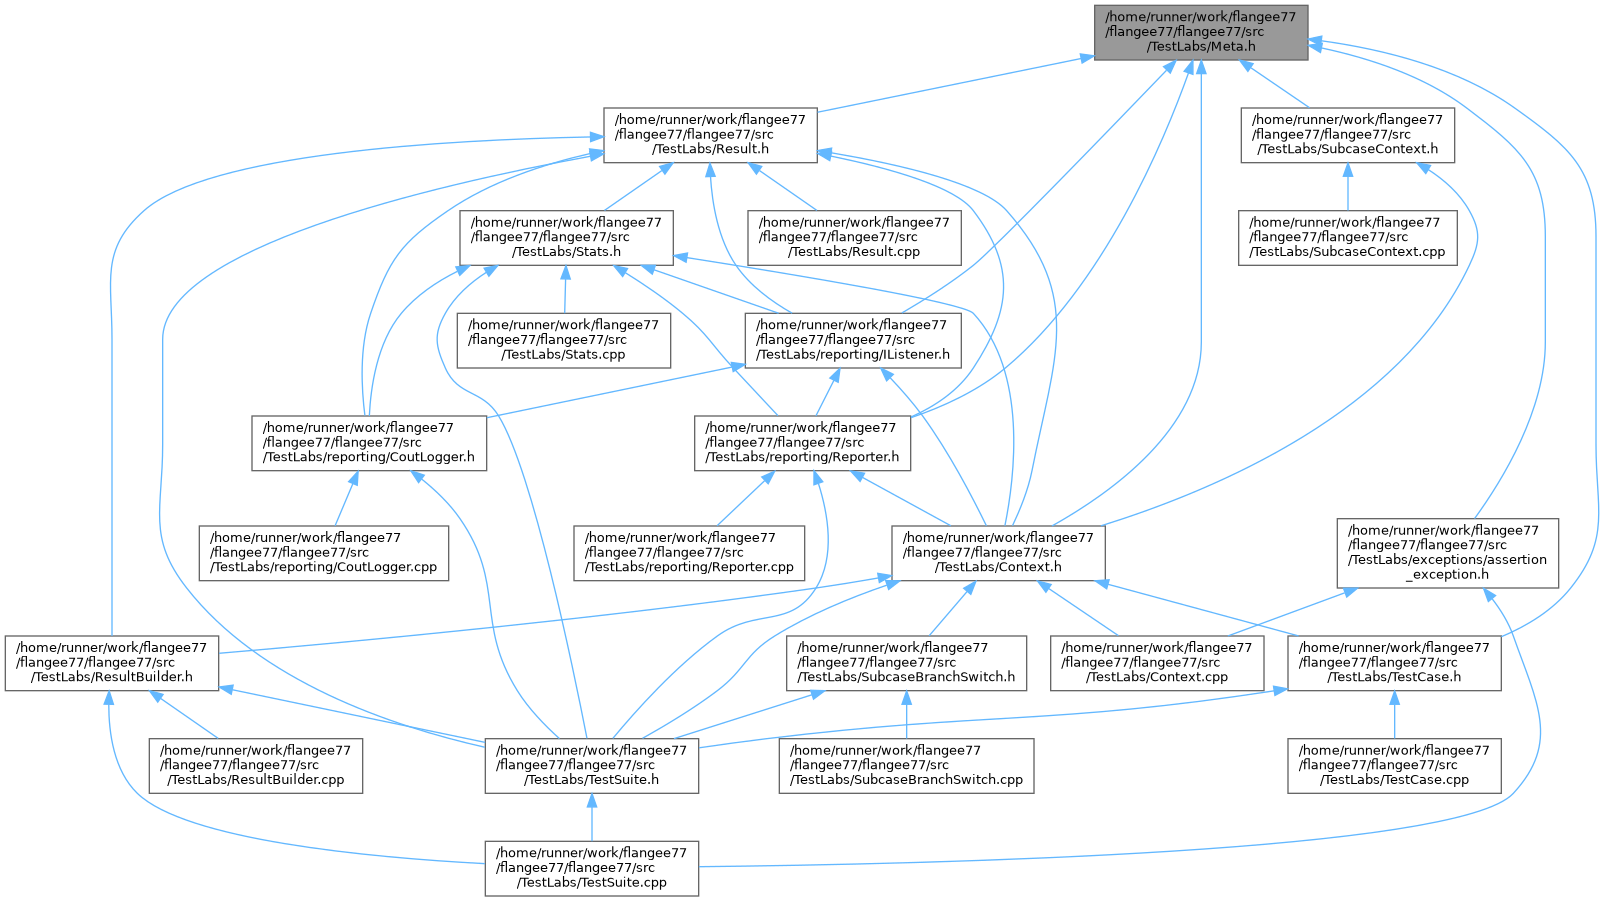 /home/runner/work/flangee77
/flangee77/flangee77/src
/TestLabs/Meta.h
/home/runner/work/flangee77
/flangee77/flangee77/src
/TestLabs/Result.h
/home/runner/work/flangee77
/flangee77/flangee77/src
/TestLabs/SubcaseContext.h
/home/runner/work/flangee77
/flangee77/flangee77/src
/TestLabs/Stats.h
/home/runner/work/flangee77
/flangee77/flangee77/src
/TestLabs/Result.cpp
/home/runner/work/flangee77
/flangee77/flangee77/src
/TestLabs/SubcaseContext.cpp
/home/runner/work/flangee77
/flangee77/flangee77/src
/TestLabs/Stats.cpp
/home/runner/work/flangee77
/flangee77/flangee77/src
/TestLabs/reporting/IListener.h
/home/runner/work/flangee77
/flangee77/flangee77/src
/TestLabs/reporting/CoutLogger.h
/home/runner/work/flangee77
/flangee77/flangee77/src
/TestLabs/reporting/Reporter.h
/home/runner/work/flangee77
/flangee77/flangee77/src
/TestLabs/reporting/CoutLogger.cpp
/home/runner/work/flangee77
/flangee77/flangee77/src
/TestLabs/reporting/Reporter.cpp
/home/runner/work/flangee77
/flangee77/flangee77/src
/TestLabs/Context.h
/home/runner/work/flangee77
/flangee77/flangee77/src
/TestLabs/exceptions/assertion
_exception.h
/home/runner/work/flangee77
/flangee77/flangee77/src
/TestLabs/ResultBuilder.h
/home/runner/work/flangee77
/flangee77/flangee77/src
/TestLabs/SubcaseBranchSwitch.h
/home/runner/work/flangee77
/flangee77/flangee77/src
/TestLabs/Context.cpp
/home/runner/work/flangee77
/flangee77/flangee77/src
/TestLabs/TestCase.h
/home/runner/work/flangee77
/flangee77/flangee77/src
/TestLabs/ResultBuilder.cpp
/home/runner/work/flangee77
/flangee77/flangee77/src
/TestLabs/TestSuite.h
/home/runner/work/flangee77
/flangee77/flangee77/src
/TestLabs/SubcaseBranchSwitch.cpp
/home/runner/work/flangee77
/flangee77/flangee77/src
/TestLabs/TestCase.cpp
/home/runner/work/flangee77
/flangee77/flangee77/src
/TestLabs/TestSuite.cpp